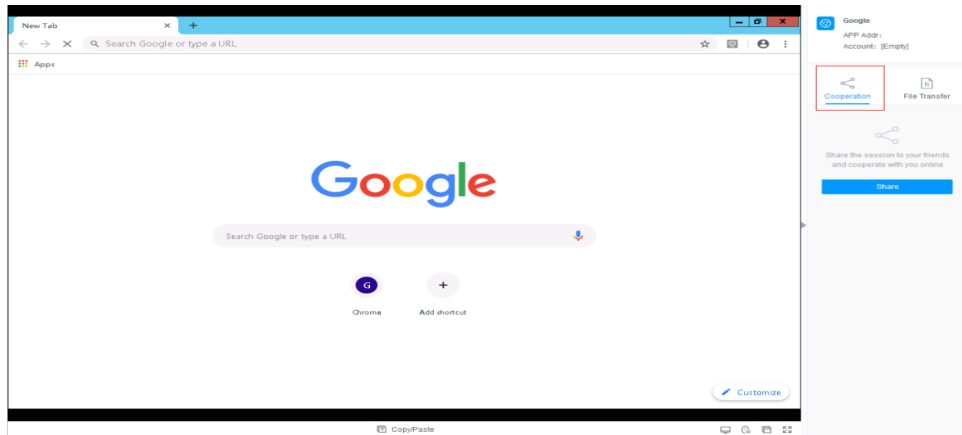 New Tab
Search Google or type a URL
Apps
Google
Search Google or type a URL
G
Chrome
Add shortcut
Customize
Copy/Paste
Google
APP Addr:
Account: [Empty]
Cooperation
File Transfer
Share the session to your friends
and cooperate with you online
Share